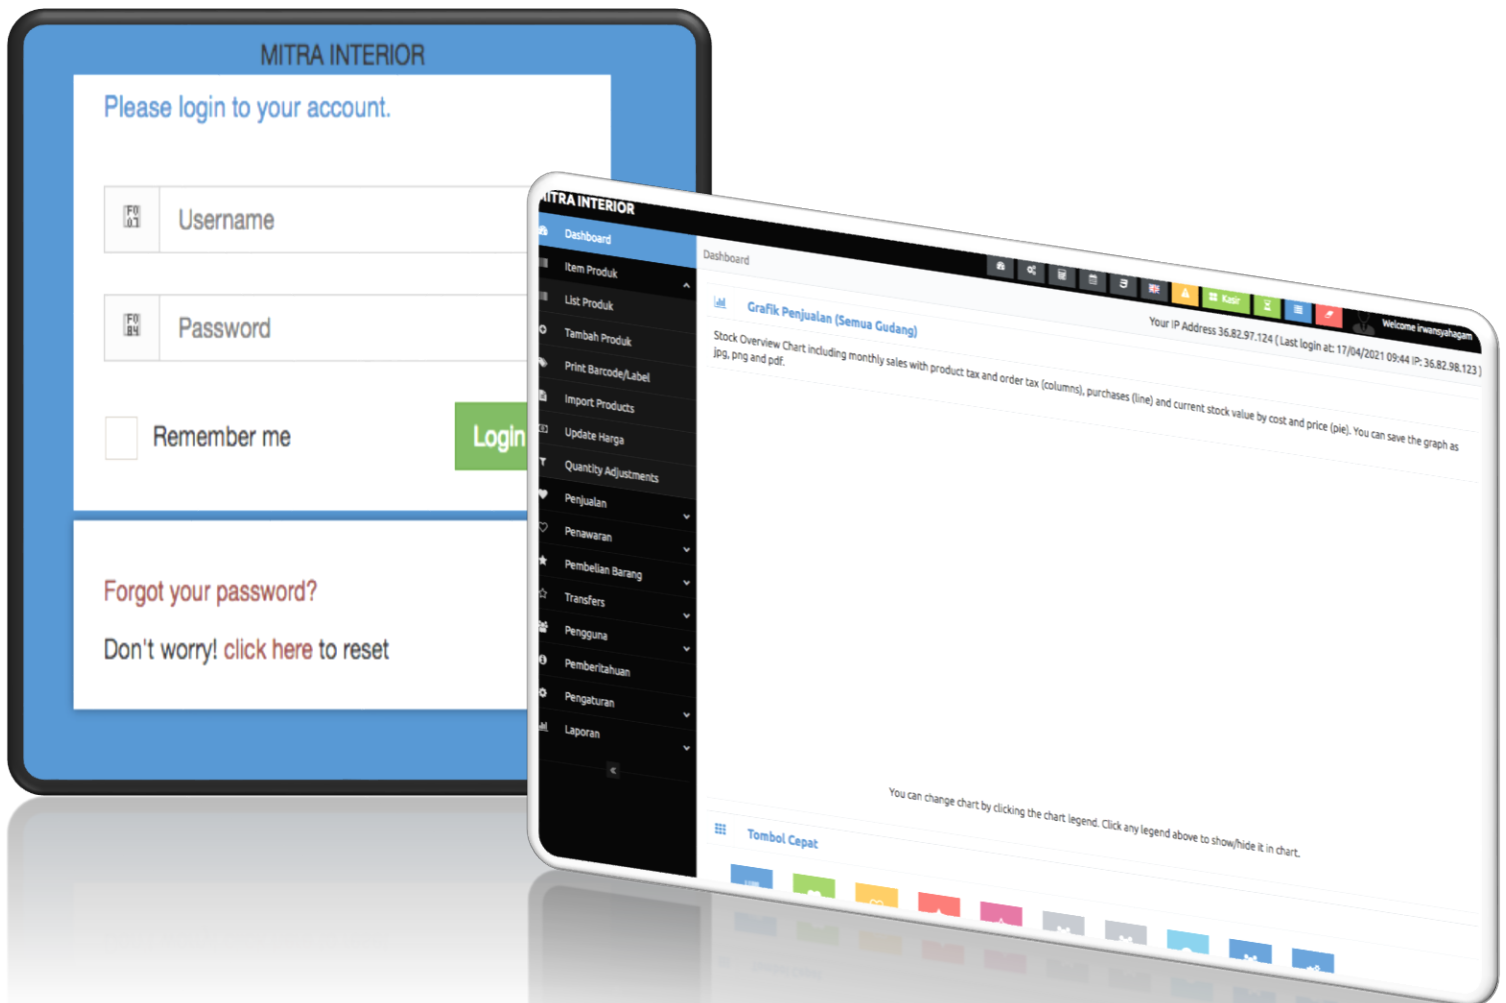 MITRA INTERIOR
Please login to your account.
Username
Password
Remember me
Login
Forgot your password?
Don't worry! click here to reset
MITRA INTERIOR
Kasir
Welcome irwansyahagam
Dashboard
Item Produk
List Produk
Tambah Produk
Print Barcode/Label
Import Products
Update Harga
Quantity Adjustments
Penjualan
Penawaran
Pembelian Barang
Transfers
Pengguna
Pemberitahuan
Pengaturan
Laporan
Dashboard
Your IP Address 36.82.97.124 ( Last login at: 17/04/2021 09:44 IP: 36.82.98.123 )
Grafik Penjualan (Semua Gudang)
Stock Overview Chart including monthly sales with product tax and order tax (columns), purchases (line) and current stock value by cost and price (pie). You can save the graph as
jpg, png and pdf.
You can change chart by clicking the chart legend. Click any legend above to show/hide it in chart.
Tombol Cepat